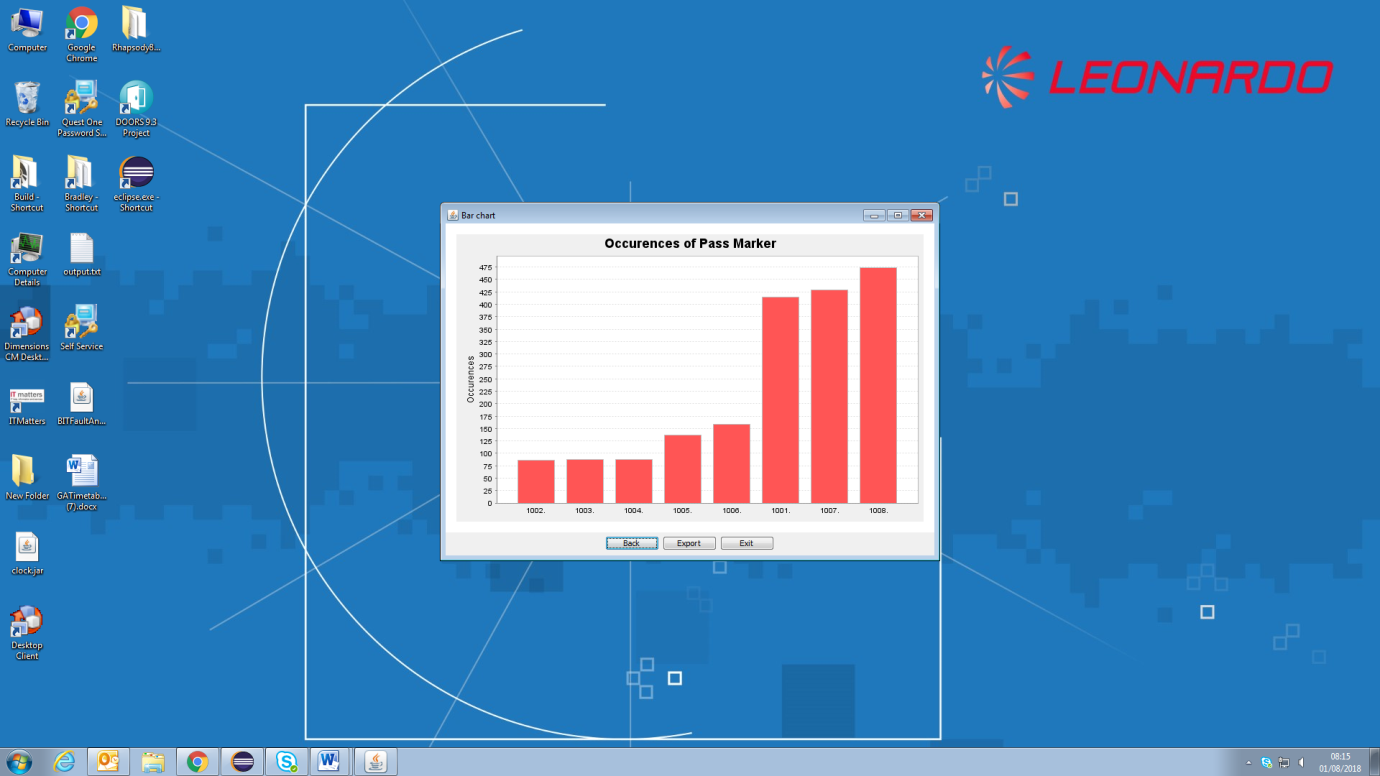 Computer
Google
Chrome
Rhapsody8...
LEONARDO
Recycle Bin
Quest One
Password S...
DOORS 9.3
Project
Build -
Shortcut
Bradley -
Shortcut
eclipse.exe -
Shortcut
Computer
Details
output.txt
Dimensions
CM Deskt...
Self Service
IT matters
ITMatters
BITFaultAn...
New Folder
GATimetab...
(7).docx
clock.jar
Desktop
Client
Bar chart
Occurences of Pass Marker
Occurences
475
450
425
400
375
350
325
300
275
250
225
200
175
150
125
100
75
50
25
0
1002. 1003. 1004. 1005. 1006. 1001. 1007. 1008.
Back Export Exit
08:15
01/08/2018